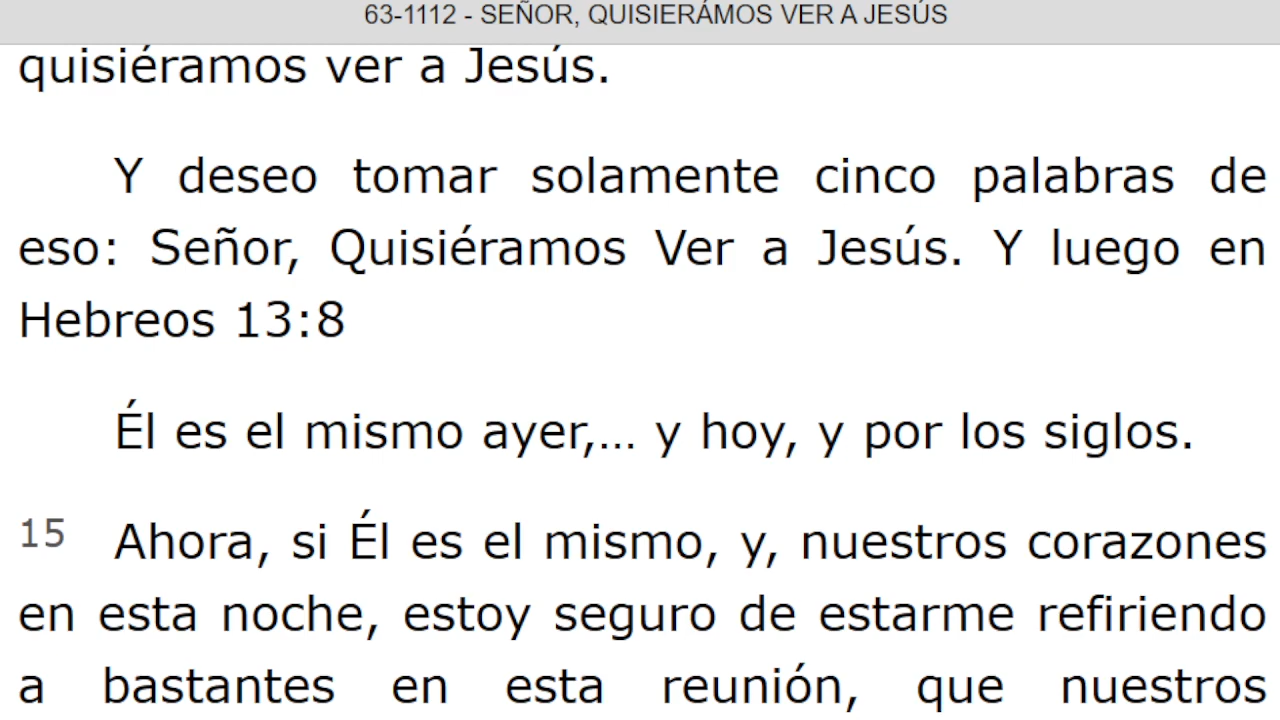 63-1112 - SEÑOR, QUISIERÁMOS VER A JESÚS
quisiéramos ver a Jesús.
Y deseo tomar solamente cinco palabras de
eso: Señor, Quisiéramos Ver a Jesús. Y luego en
Hebreos 13:8
Él es el mismo ayer,... y hoy, y por los siglos.
15 Ahora, si Él es el mismo, y, nuestros corazones
en esta noche, estoy seguro de estarme refiriendo
a bastantes en esta reunión, que nuestros